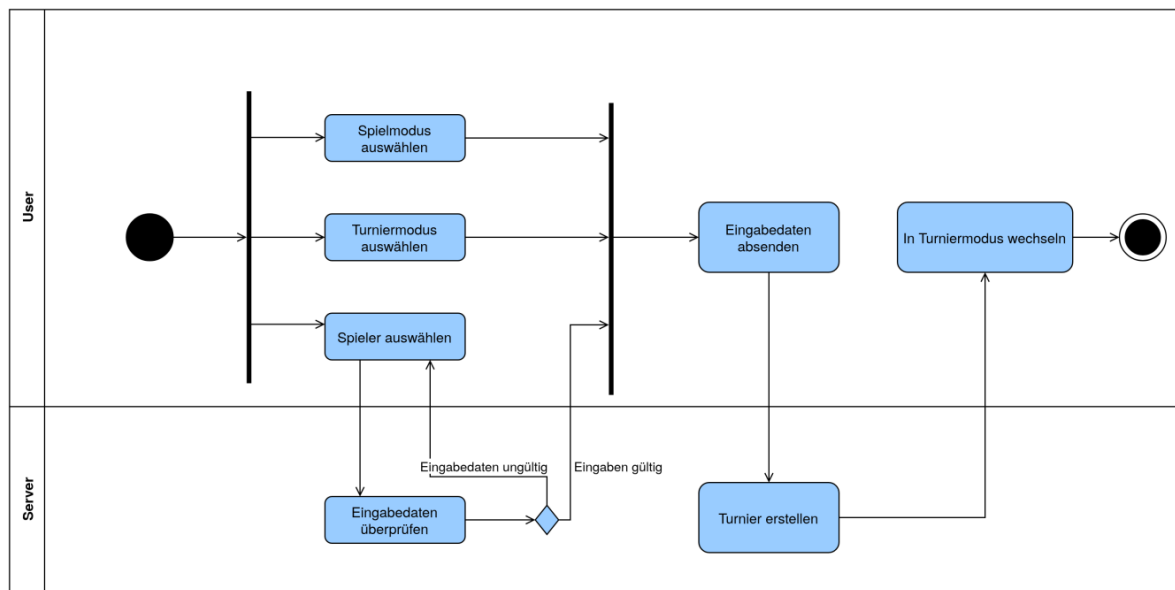 User
Spielmodus
auswählen
Turniermodus
auswählen
Spieler auswählen
Eingabedaten
absenden
In Turniermodus wechseln
Server
Eingabedaten ungültig
Eingaben gültig
Eingabedaten
überprüfen
Turnier erstellen